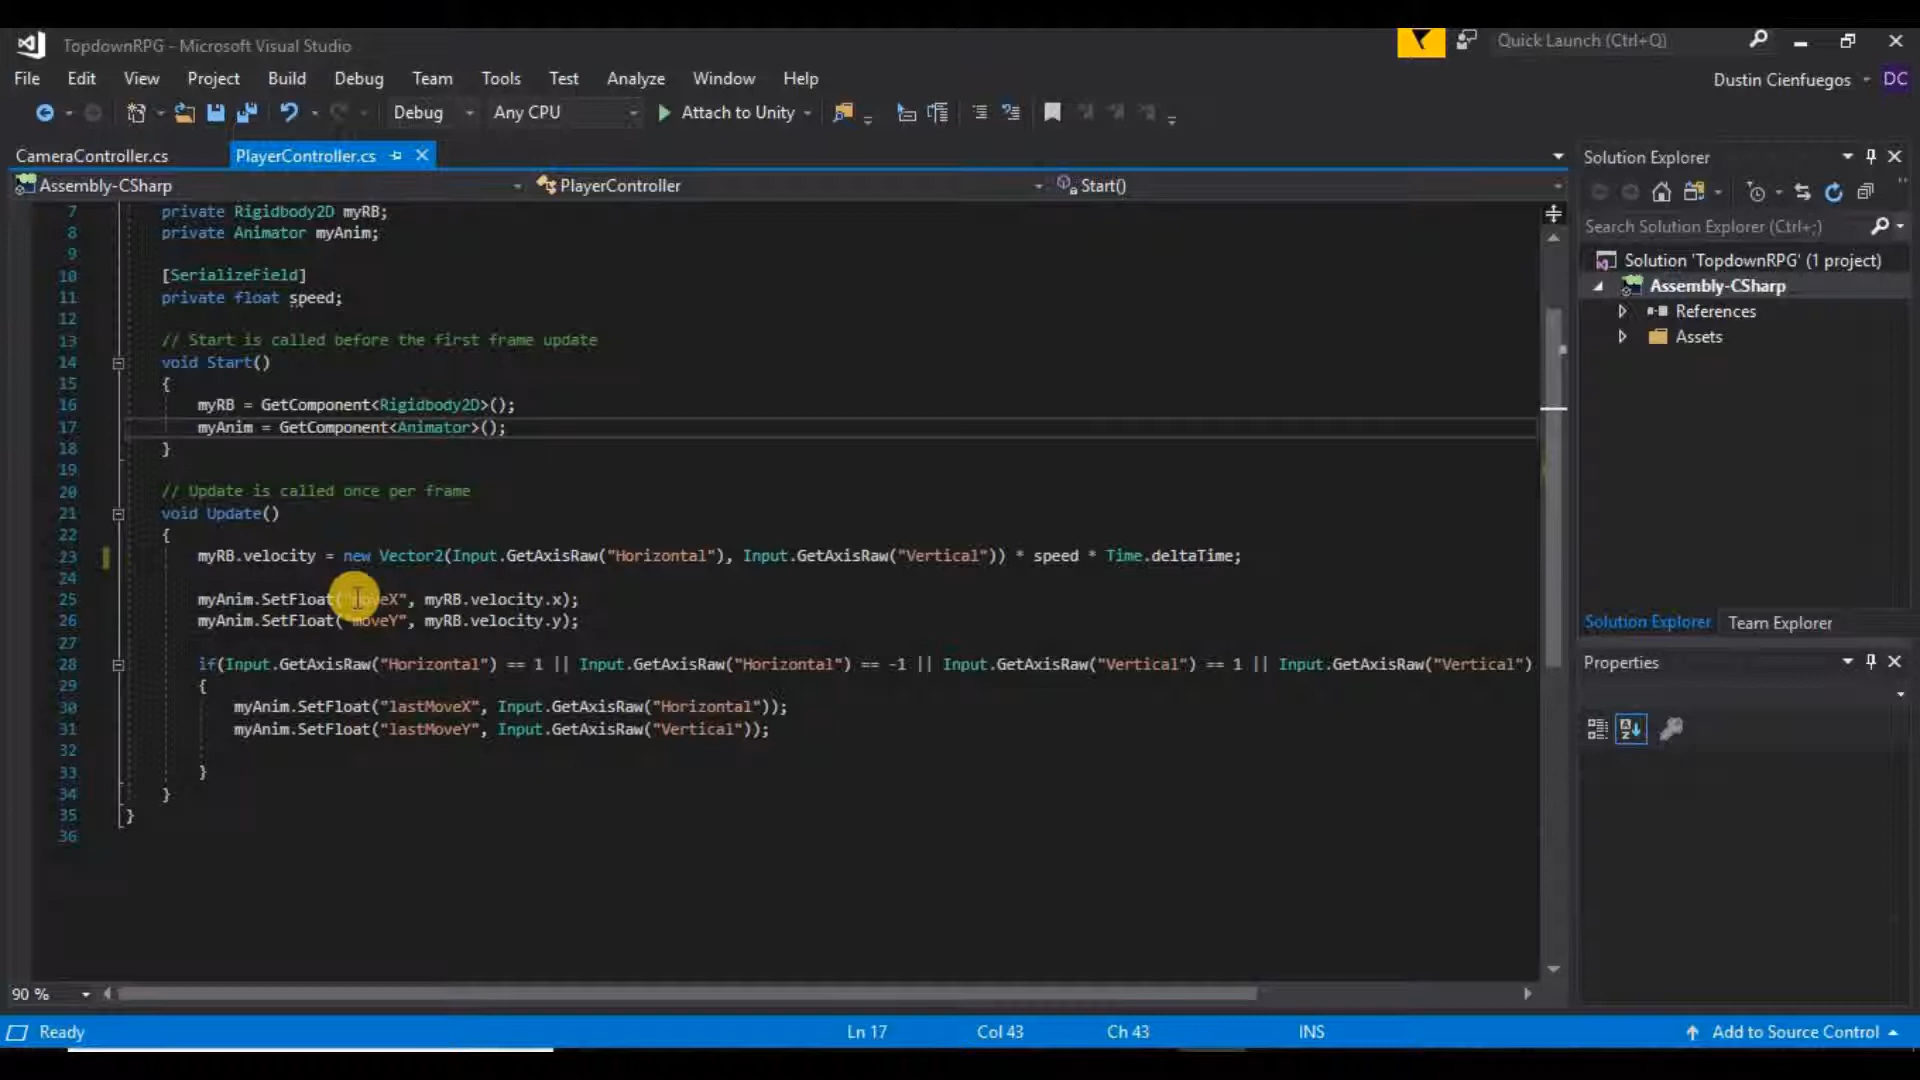 TopdownRPG - Microsoft Visual Studio
Quick Launch (Ctrl+Q)
File Edit View Project Build Debug Team Tools Test Analyze Window Help
Dustin Cienfuegos DC
Debug Any CPU Attach to Unity
CameraController.cs PlayerController.cs
Assembly-CSharp PlayerController Start()
7 private Rigidbody2D myRB;
8 private Animator myAnim;
9
10 [SerializeField]
11 private float speed;
12
13 // Start is called before the first frame update
14 void Start()
15 {
16 myRB = GetComponent<Rigidbody2D>();
17 myAnim = GetComponent<Animator>();
18 }
19
20 // Update is called once per frame
21 void Update()
22 {
23 myRB.velocity = new Vector2(Input.GetAxisRaw("Horizontal"), Input.GetAxisRaw("Vertical")) * speed * Time.deltaTime;
24
25 myAnim.SetFloat("moveX", myRB.velocity.x);
26 myAnim.SetFloat("moveY", myRB.velocity.y);
27
28 if(Input.GetAxisRaw("Horizontal") == 1 || Input.GetAxisRaw("Horizontal") == -1 || Input.GetAxisRaw("Vertical") == 1 || Input.GetAxisRaw("Vertical")
29 {
30 myAnim.SetFloat("lastMoveX", Input.GetAxisRaw("Horizontal"));
31 myAnim.SetFloat("lastMoveY", Input.GetAxisRaw("Vertical"));
32
33 }
34 }
35 }
36
90 %
Solution Explorer
Search Solution Explorer (Ctrl+;)
Solution 'TopdownRPG' (1 project)
Assembly-CSharp
References
Assets
Solution Explorer Team Explorer
Properties
Ready Ln 17 Col 43 Ch 43 INS Add to Source Control